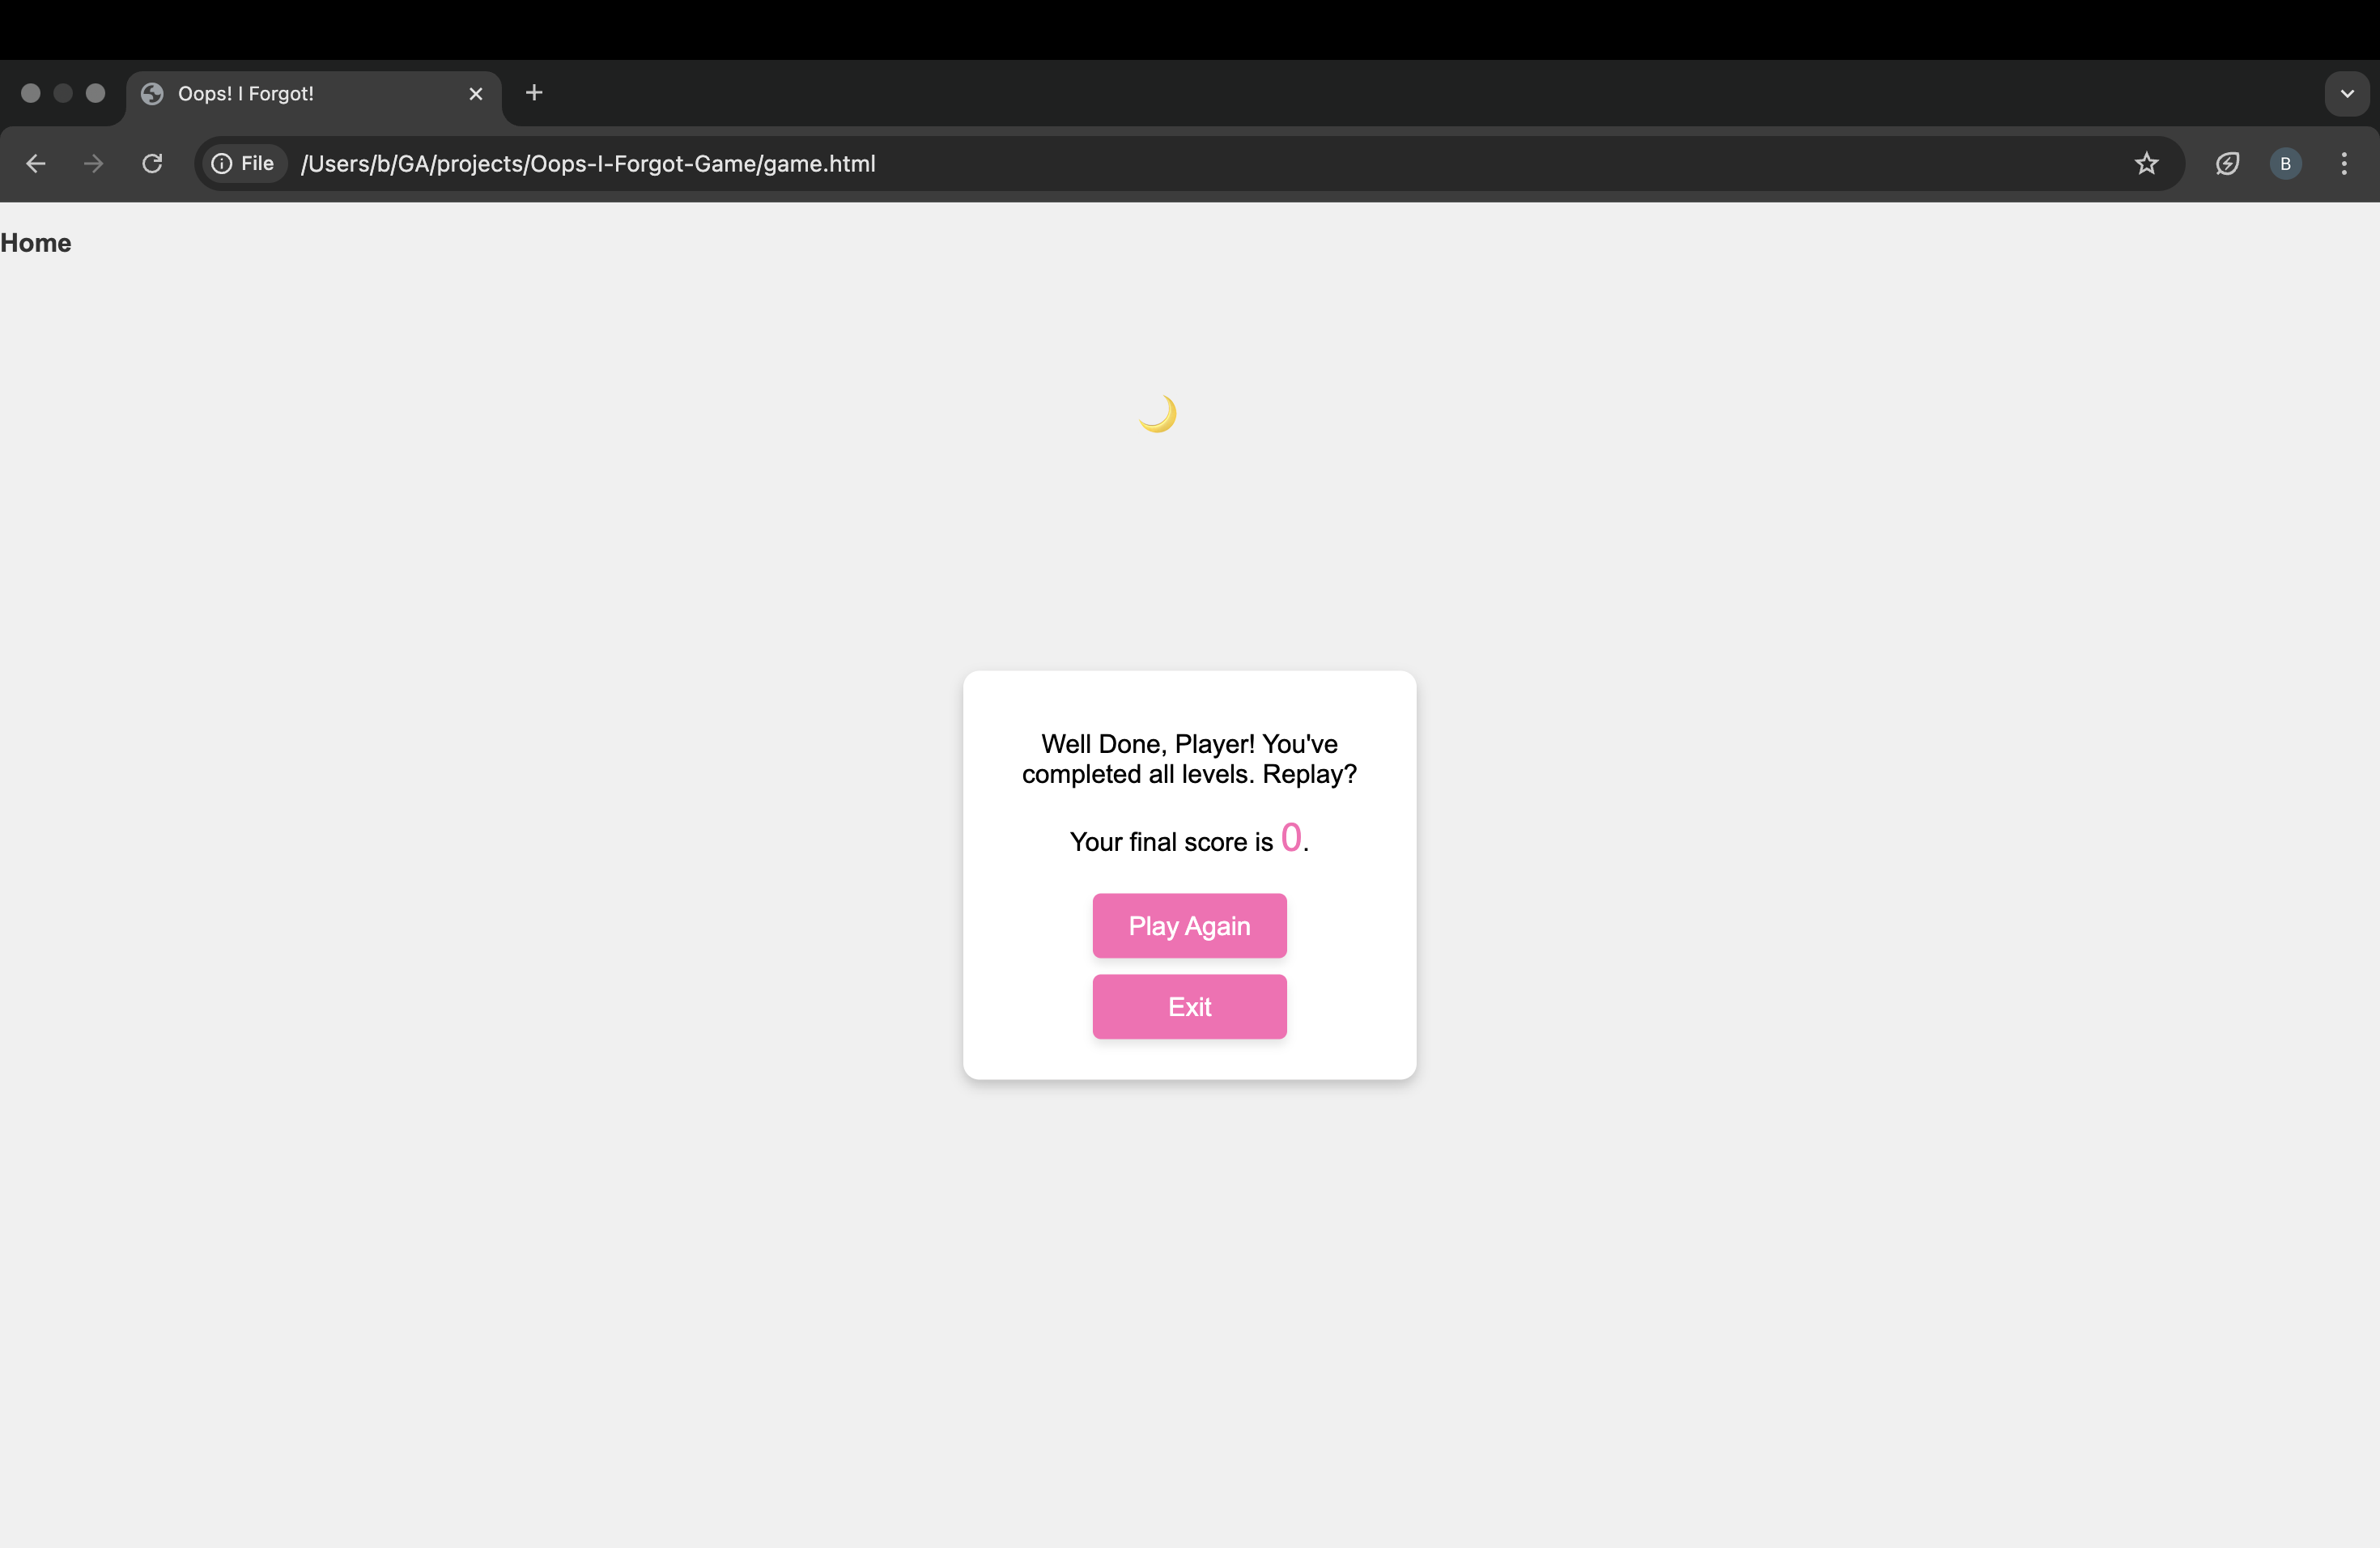 Oops! I Forgot!
File /Users/b/GA/projects/Oops-I-Forgot-Game/game.html
B
Home
Well Done, Player! You've
completed all levels. Replay?
Your final score is 0.
Play Again
Exit